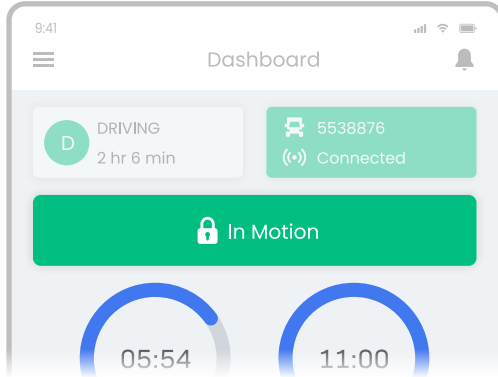 9:41
Dashboard
D
DRIVING
2 hr 6 min
5538876
Connected
In Motion
05:54
11:00